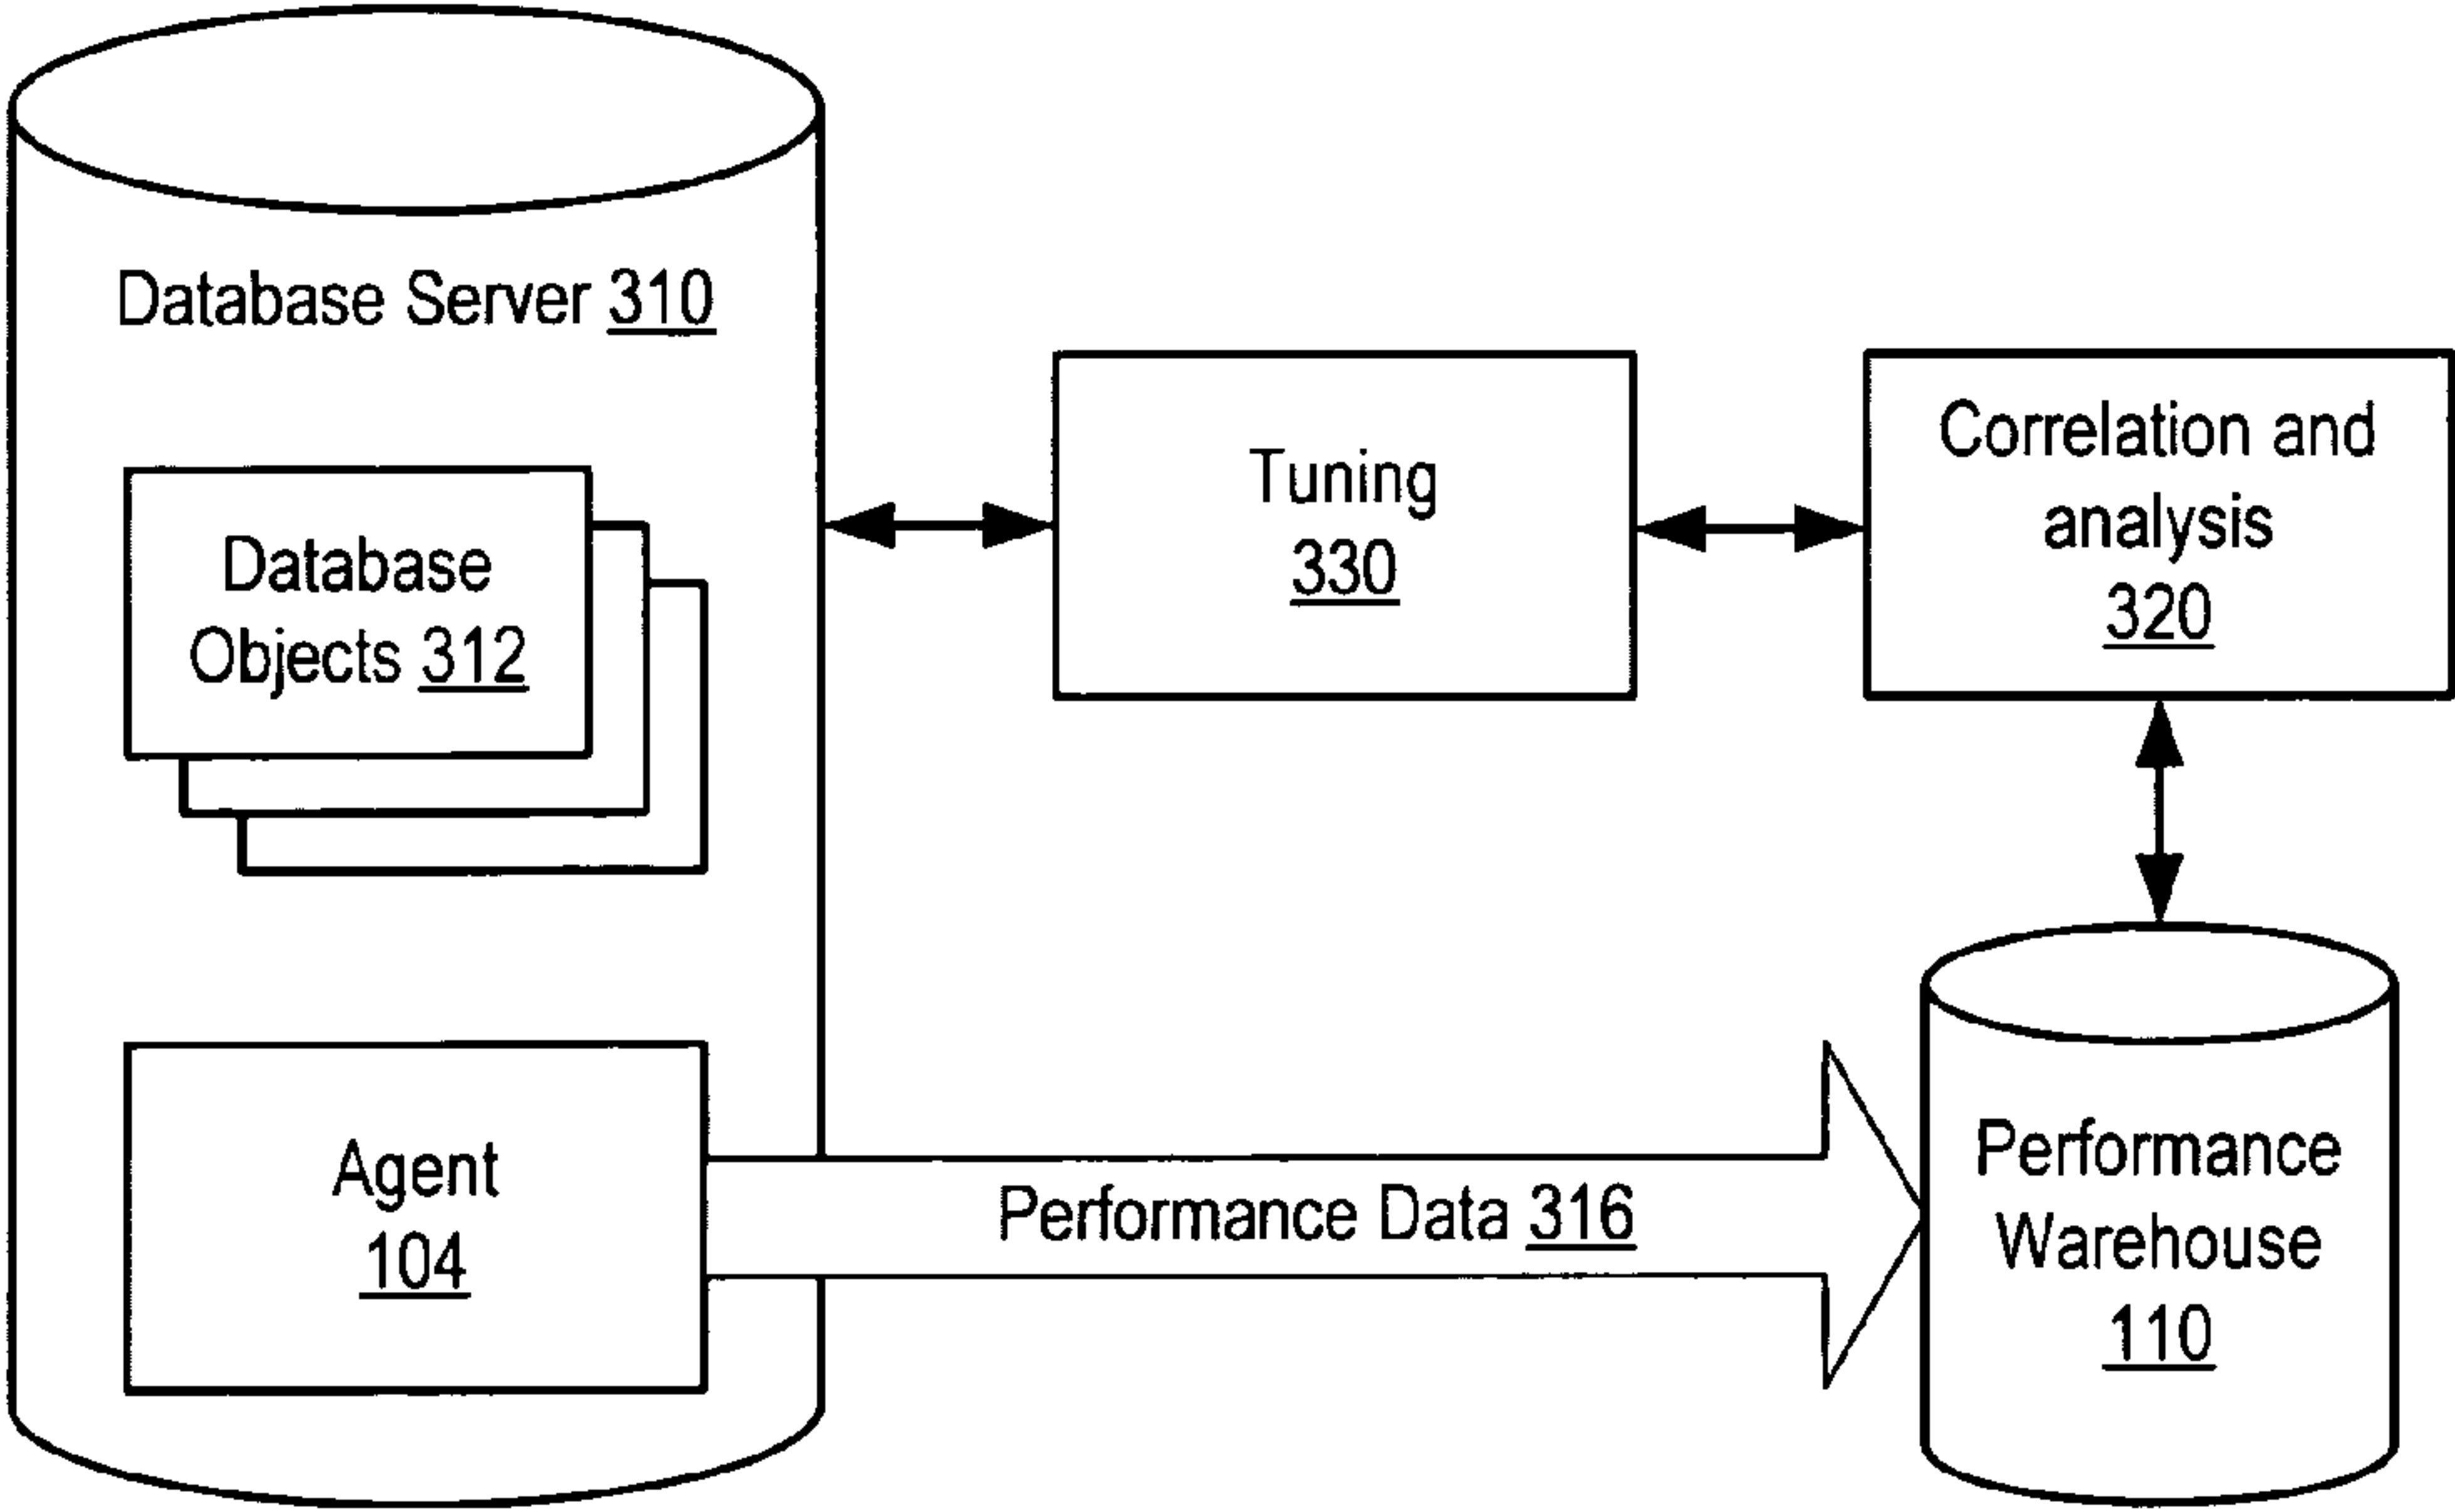 Database Server 310
Database
Objects 312
Agent
104
Tuning
330
Correlation and
analysis
320
Performance Data 316
Performance
Warehouse
110